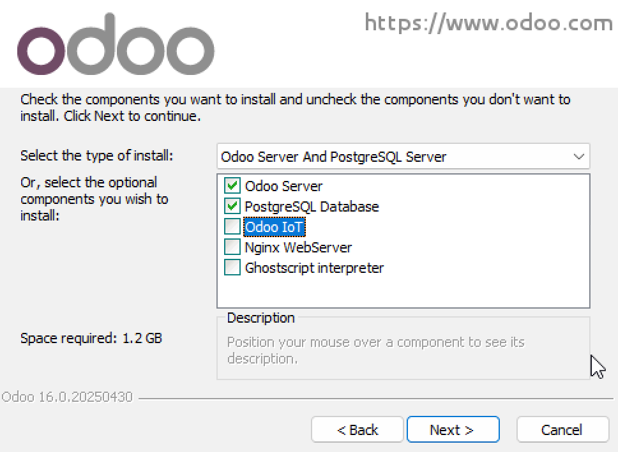 odoo
https://www.odoo.com
Check the components you want to install and uncheck the components you don't want to
install. Click Next to continue.
Select the type of install:
Odoo Server And PostgreSQL Server
Or, select the optional
components you wish to
install:
Odoo Server
PostgreSQL Database
Odoo IoT
Nginx WebServer
Ghostscript interpreter
Space required: 1.2 GB
Description
Position your mouse over a component to see its
description.
Odoo 16.0.20250430
< Back
Next >
Cancel